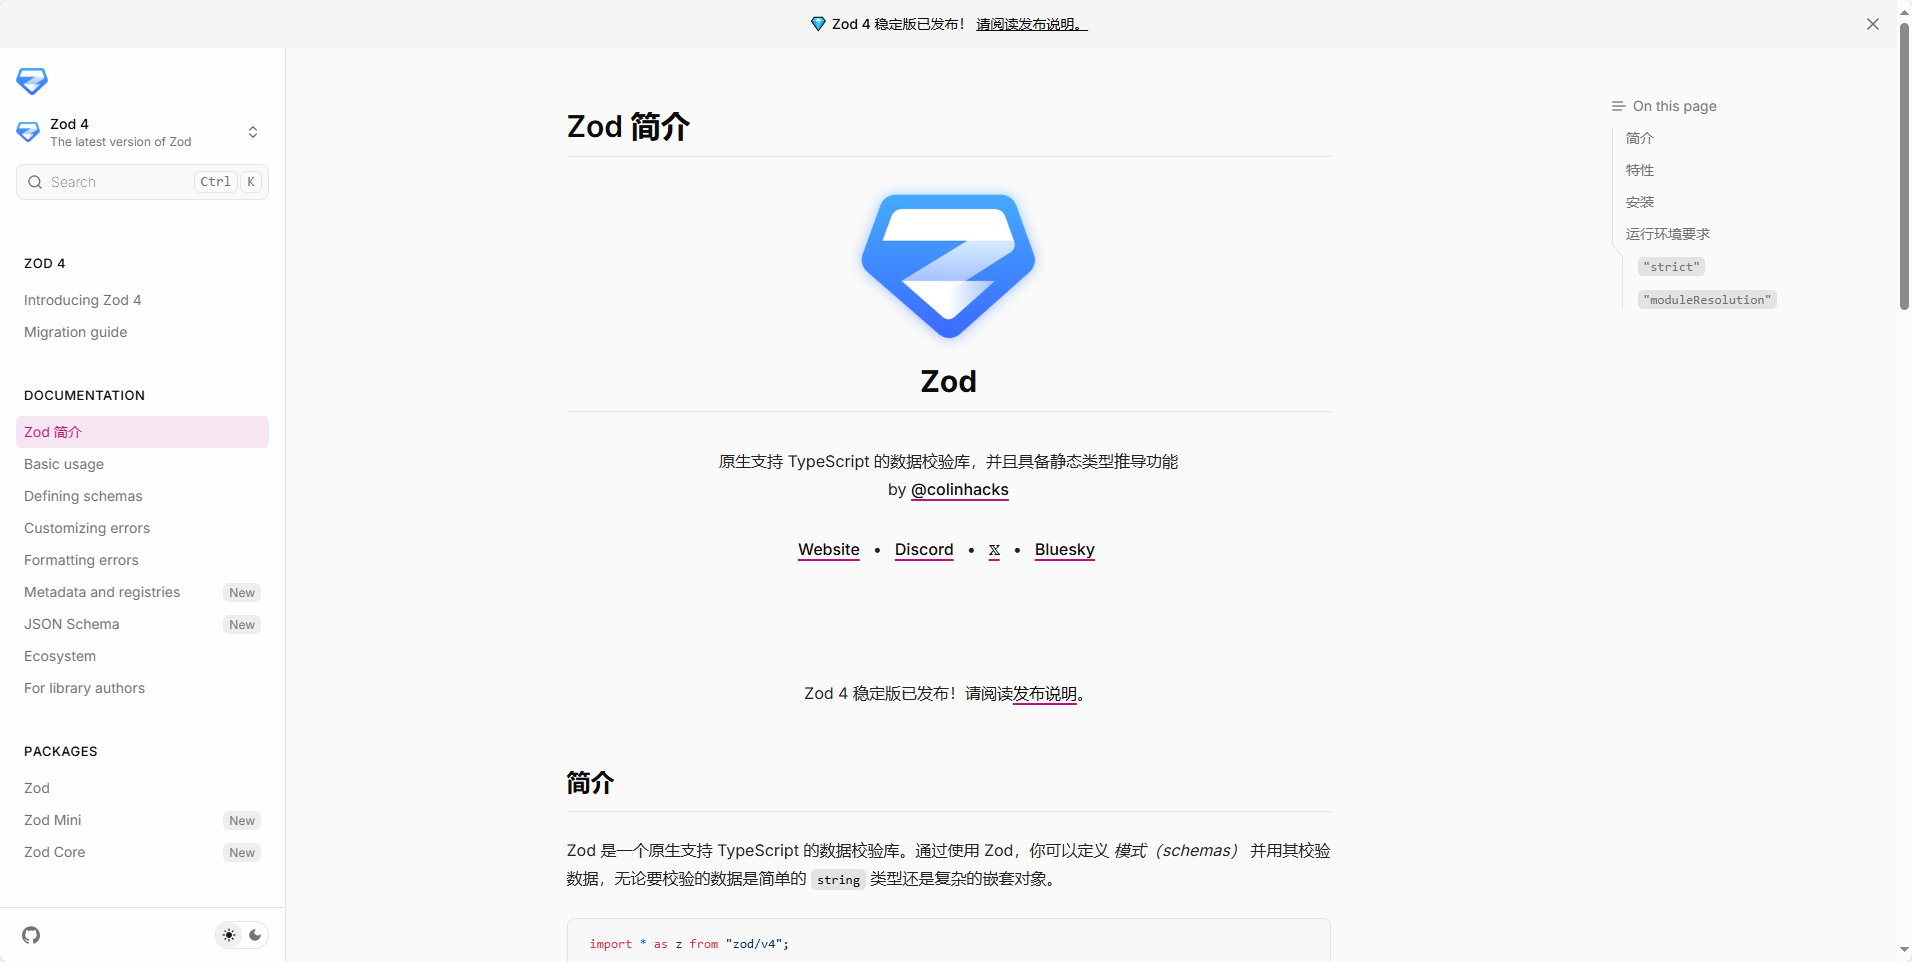 Zod 4 稳定版已发布！ 请阅读发布说明。
Zod 4
The latest version of Zod
Search
Ctrl K
ZOD 4
Introducing Zod 4
Migration guide
DOCUMENTATION
Zod 简介
Basic usage
Defining schemas
Customizing errors
Formatting errors
Metadata and registries New
JSON Schema New
Ecosystem
For library authors
PACKAGES
Zod
Zod Mini New
Zod Core New
Zod 简介
Zod
原生支持 TypeScript 的数据校验库，并且具备静态类型推导功能
by @colinhacks
Website • Discord • 𝕏 • Bluesky
Zod 4 稳定版已发布！请阅读发布说明。
简介
Zod 是一个原生支持 TypeScript 的数据校验库。通过使用 Zod，你可以定义 模式（schemas） 并用其校验
数据，无论要校验的数据是简单的 string 类型还是复杂的嵌套对象。
import * as z from "zod/v4";
On this page
简介
特性
安装
运行环境要求
"strict"
"moduleResolution"